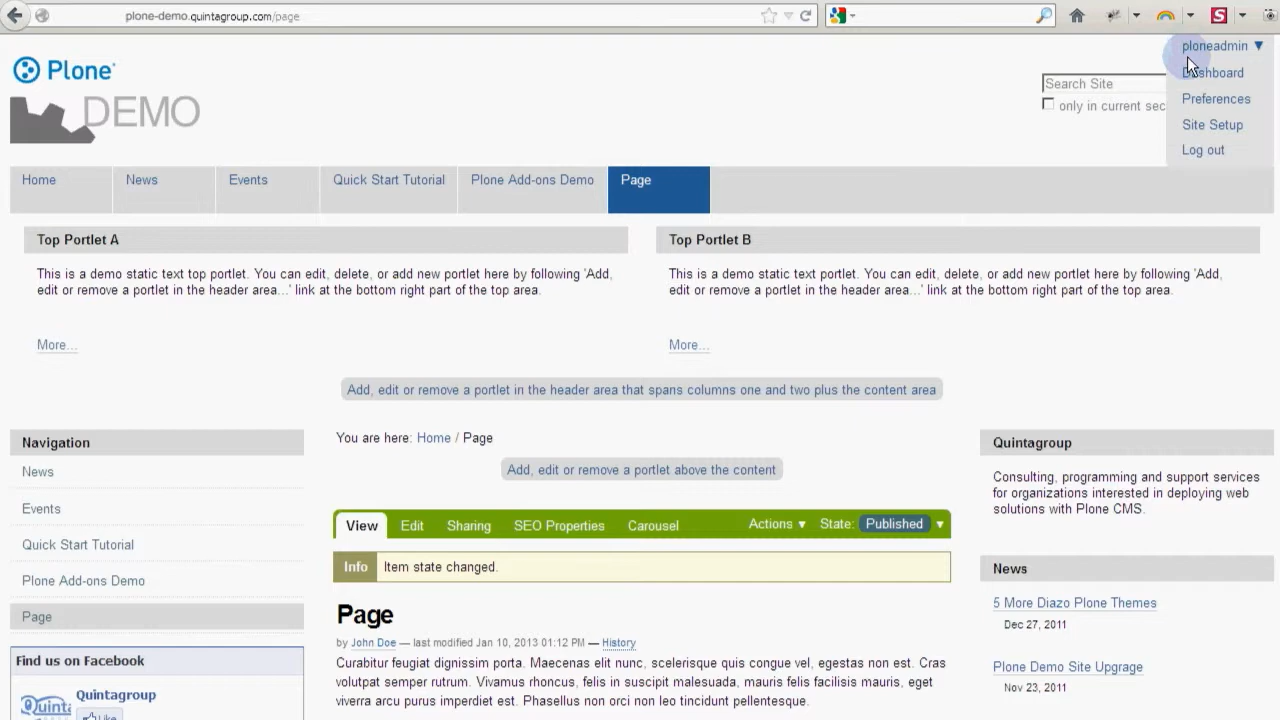 plone-demo.quintagroup.com/page
S
ploneadmin ▼
Plone
DEMO
Search Site
only in current sec
Dashboard
Preferences
Site Setup
Log out
Home
News
Events
Quick Start Tutorial
Plone Add-ons Demo
Page
Top Portlet A
This is a demo static text top portlet. You can edit, delete, or add new portlet here by following 'Add,
edit or remove a portlet in the header area...' link at the bottom right part of the top area.
More...
Top Portlet B
This is a demo static text portlet. You can edit, delete, or add new portlet here by following 'Add,
edit or remove a portlet in the header area...' link at the bottom right part of the top area.
More...
Add, edit or remove a portlet in the header area that spans columns one and two plus the content area
Navigation
News
Events
Quick Start Tutorial
Plone Add-ons Demo
Page
Find us on Facebook
Quintagroup
Like
You are here: Home / Page
Add, edit or remove a portlet above the content
View Edit Sharing SEO Properties Carousel Actions ▼ State: Published ▼
Info Item state changed.
Page
by John Doe — last modified Jan 10, 2013 01:12 PM — History
Curabitur feugiat dignissim porta. Maecenas elit nunc, scelerisque quis congue vel, egestas non est. Cras
volutpat semper rutrum. Vivamus rhoncus, felis in suscipit malesuada, mauris felis facilisis mauris, eget
viverra arcu purus imperdiet est. Phasellus non orci non leo tincidunt pellentesque.
Quintagroup
Consulting, programming and support services
for organizations interested in deploying web
solutions with Plone CMS.
News
5 More Diazo Plone Themes
Dec 27, 2011
Plone Demo Site Upgrade
Nov 23, 2011